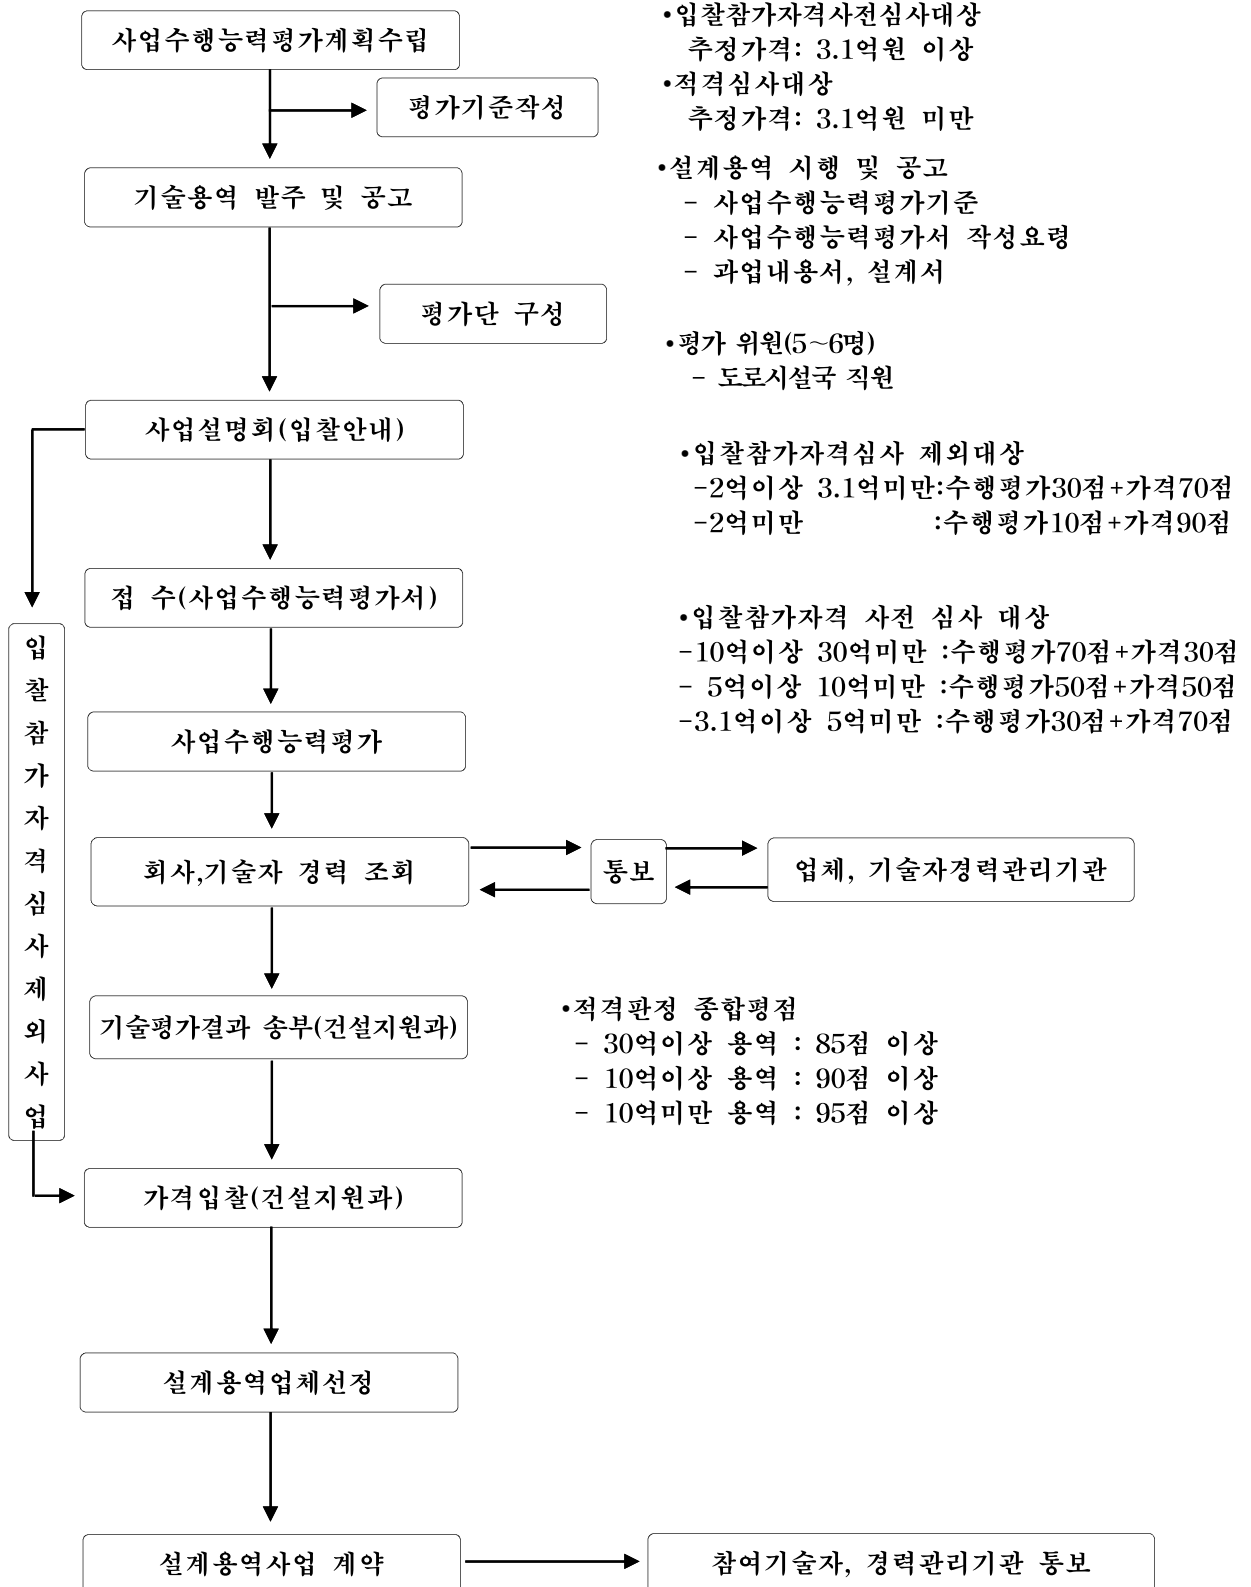 사업수행능력평가계획수립
•입찰참가자격사전심사대상
추정가격: 3.1억원 이상
•적격심사대상
추정가격: 3.1억원 미만
평가기준작성
기술용역 발주 및 공고
•설계용역 시행 및 공고
- 사업수행능력평가기준
- 사업수행능력평가서 작성요령
- 과업내용서, 설계서
평가단 구성
•평가 위원(5~6명)
- 도로시설국 직원
사업설명회(입찰안내)
•입찰참가자격심사 제외대상
-2억이상 3.1억미만:수행평가30점+가격70점
-2억미만 :수행평가10점+가격90점
접 수(사업수행능력평가서)
•입찰참가자격 사전 심사 대상
-10억이상 30억미만 :수행평가70점+가격30점
- 5억이상 10억미만 :수행평가50점+가격50점
-3.1억이상 5억미만 :수행평가30점+가격70점
입
찰
참
가
자
격
심
사
제
외
사
업
사업수행능력평가
회사,기술자 경력 조회
통보
업체, 기술자경력관리기관
기술평가결과 송부(건설지원과)
•적격판정 종합평점
- 30억이상 용역 : 85점 이상
- 10억이상 용역 : 90점 이상
- 10억미만 용역 : 95점 이상
가격입찰(건설지원과)
설계용역업체선정
설계용역사업 계약
참여기술자, 경력관리기관 통보